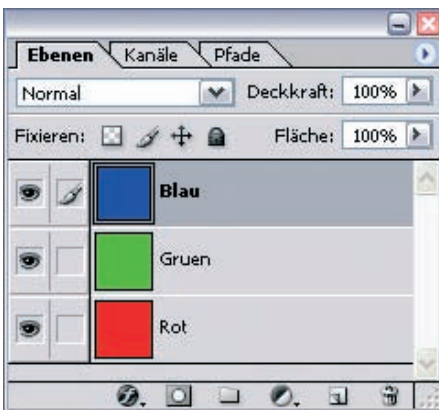 Ebenen Kanäle Pfade
Normal Deckkraft: 100%
Fixieren: Fläche: 100%
Blau
Gruen
Rot